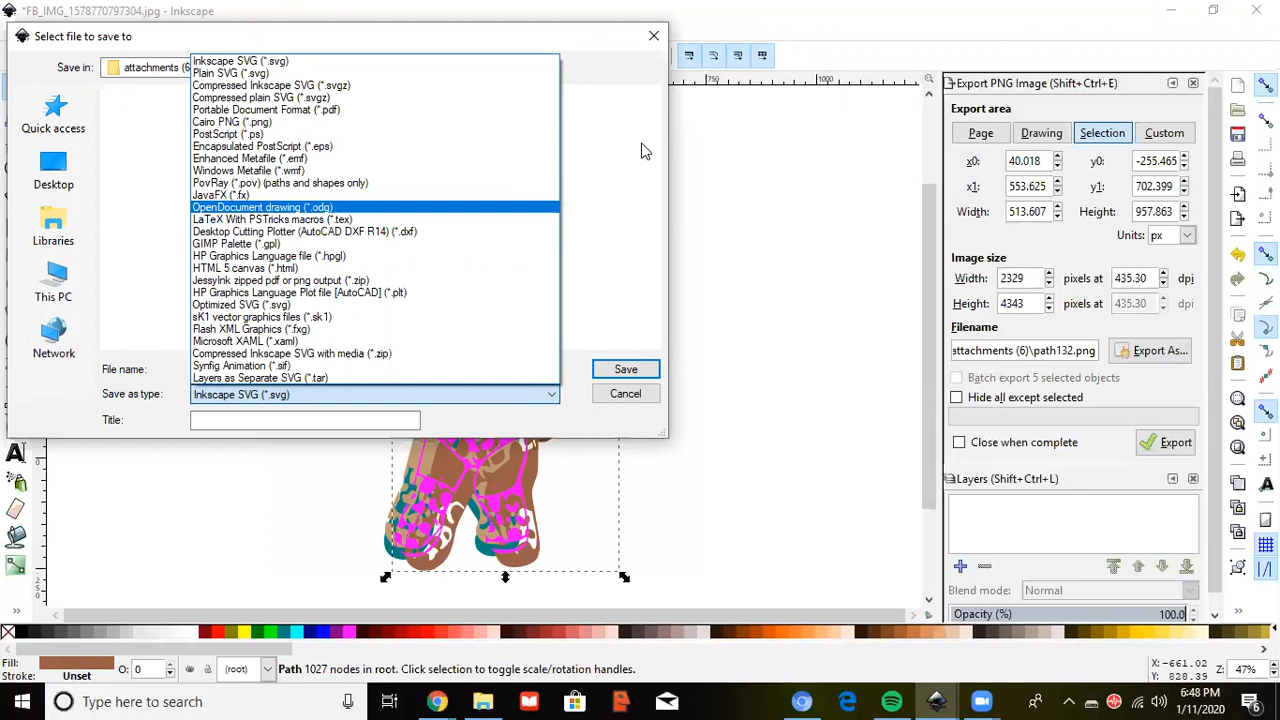 *FB_IMG_1578770797304.jpg - Inkscape
Select file to save to
Save in: attachments (6
Inkscape SVG (*.svg)
Plain SVG (*.svg)
Compressed Inkscape SVG (*.svgz)
Compressed plain SVG (*.svgz)
Portable Document Format (*.pdf)
Cairo PNG (*.png)
PostScript (*.ps)
Encapsulated PostScript (*.eps)
Enhanced Metafile (*.emf)
Windows Metafile (*.wmf)
PovRay (*.pov) (paths and shapes only)
JavaFX (*.fx)
OpenDocument drawing (*.odg)
LaTeX With PSTricks macros (*.tex)
Desktop Cutting Plotter (AutoCAD DXF R14) (*.dxf)
GIMP Palette (*.gpl)
HP Graphics Language file (*.hpgl)
HTML 5 canvas (*.html)
JessyInk zipped pdf or png output (*.zip)
HP Graphics Language Plot file [AutoCAD] (*.plt)
Optimized SVG (*.svg)
sK1 vector graphics files (*.sk1)
Flash XML Graphics (*.fxg)
Microsoft XAML (*.xaml)
Compressed Inkscape SVG with media (*.zip)
Synfig Animation (*.sif)
Layers as Separate SVG (*.tar)
Quick access
Desktop
Libraries
This PC
Network
File name:
Save
Save as type: Inkscape SVG (*.svg)
Cancel
Title:
750
1000
Export PNG Image (Shift+Ctrl+E)
Export area
Page Drawing Selection Custom
x0: 40.018 y0: -255.465
x1: 553.625 y1: 702.399
Width: 513.607 Height: 957.863
Units: px
Image size
Width: 2329 pixels at 435.30 dpi
Height: 4343 pixels at 435.30 dpi
Filename
attachments (6)\path132.png Export As...
Batch export 5 selected objects
Hide all except selected
Close when complete Export
Layers (Shift+Ctrl+L)
Blend mode: Normal
Opacity (%) 100.0
Fill:
Stroke: Unset
O: 0
(root)
Path 1027 nodes in root. Click selection to toggle scale/rotation handles.
X: -661.02
Y: 828.39
Z: 47%
Type here to search
6:48 PM
1/11/2020
6